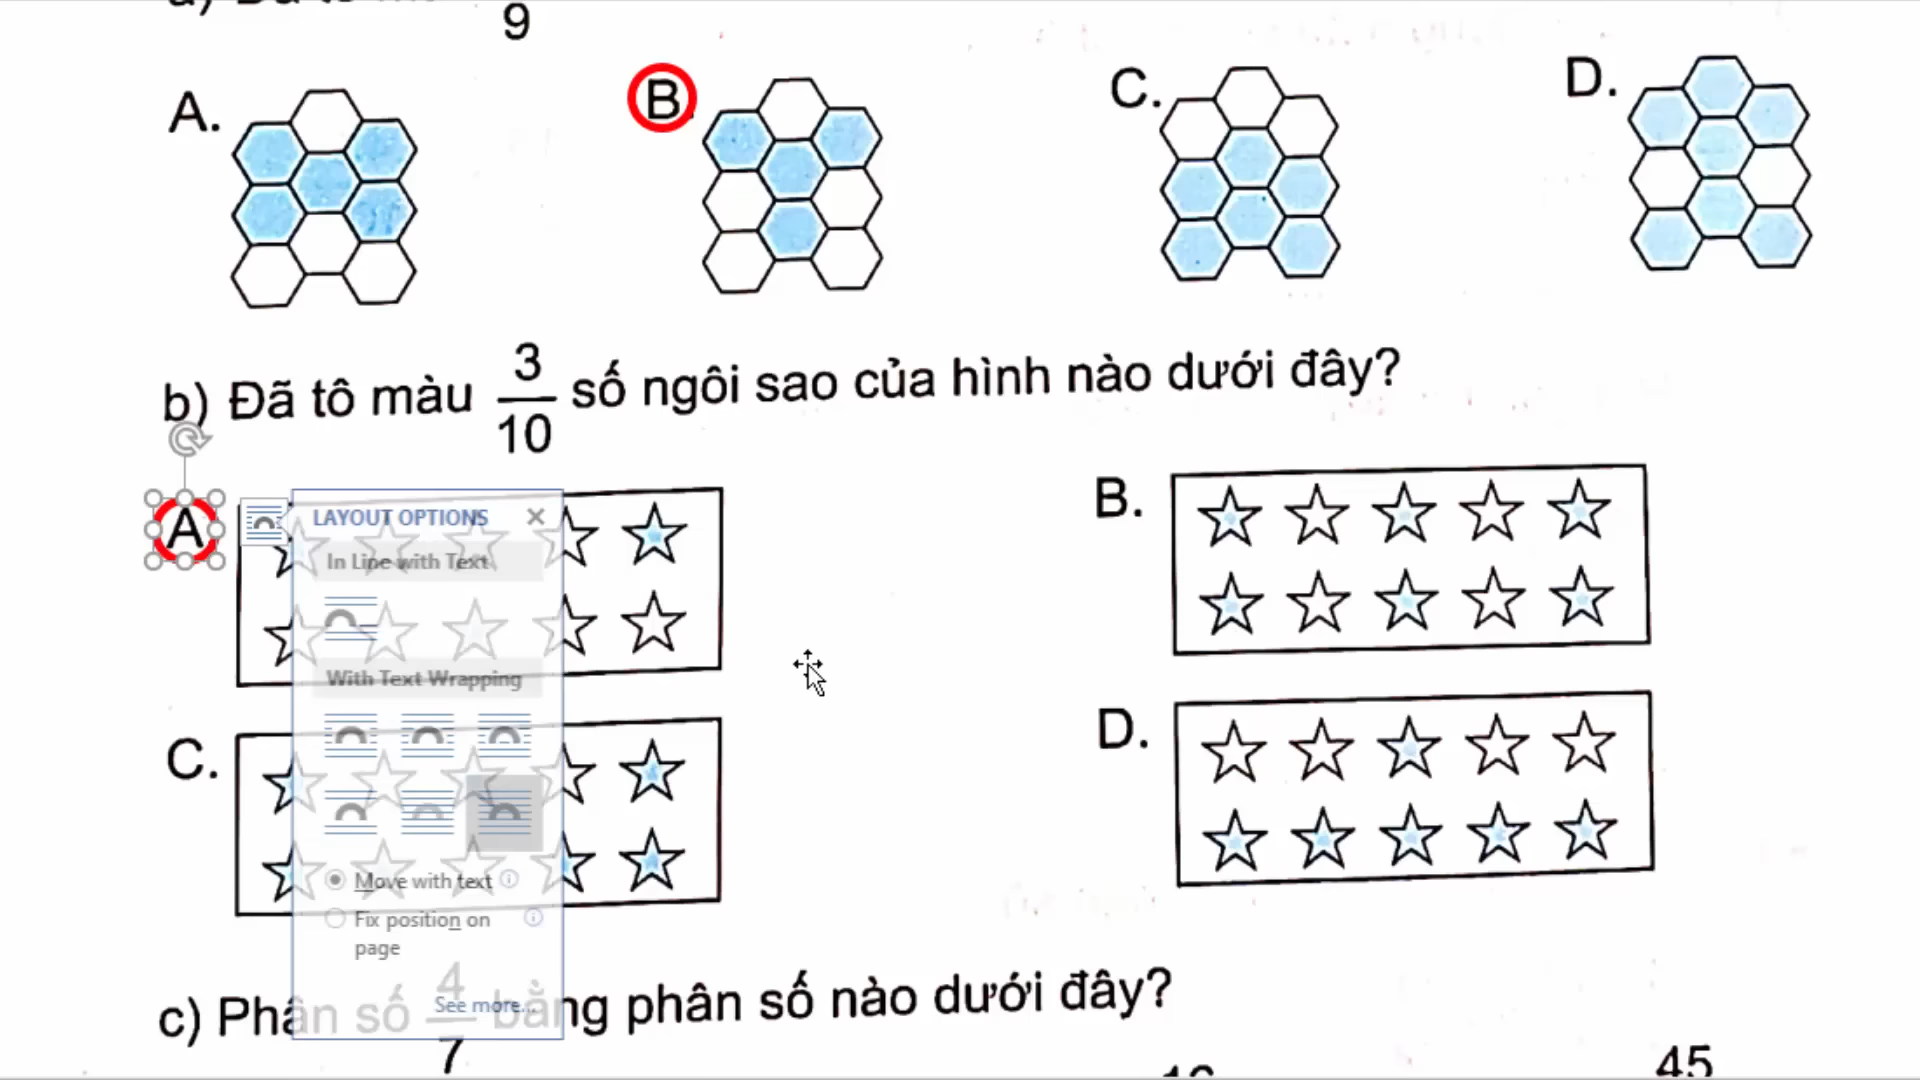 9
A.
B.
C.
D.
b) Đã tô màu 3/10 số ngôi sao của hình nào dưới đây?
A
B.
LAYOUT OPTIONS
In Line with Text
With Text Wrapping
C.
D.
Move with text
Fix position on
page
See more...
c) Phân số 4/7 bằng phân số nào dưới đây?
45